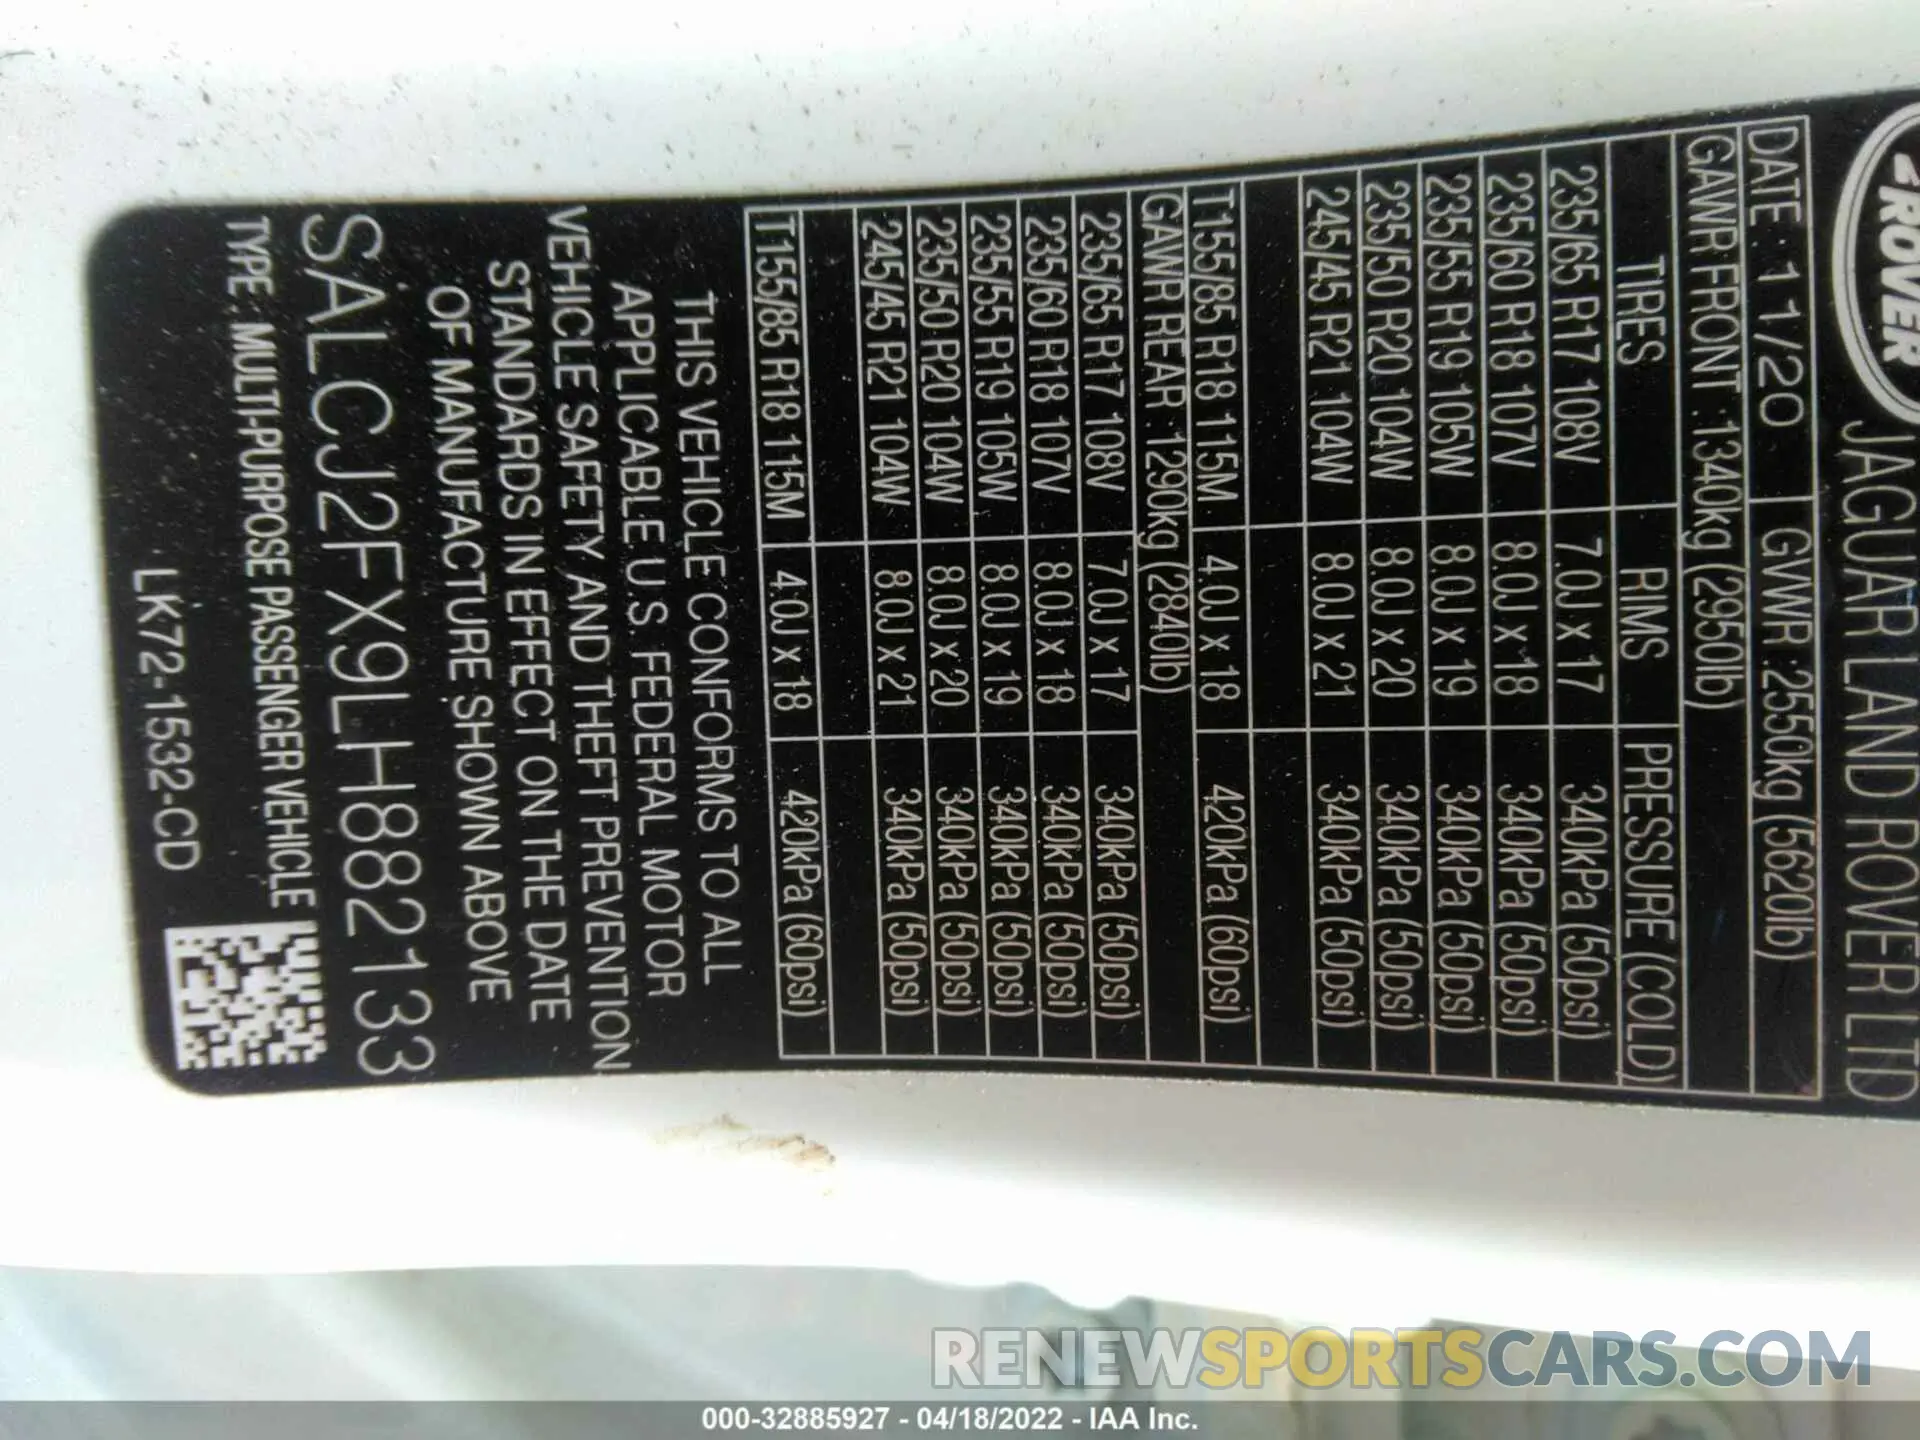 ROVER
JAGUAR LAND ROVER LTD
DATE :11/20 GWR :2550kg (5620lb)
GAWR FRONT :1340kg (2950lb)
TIRES RIMS PRESSURE (COLD)
235/65 R17 108V 7.0J x 17 340kPa (50psi)
235/60 R18 107V 8.0J x 18 340kPa (50psi)
235/55 R19 105W 8.0J x 19 340kPa (50psi)
235/50 R20 104W 8.0J x 20 340kPa (50psi)
245/45 R21 104W 8.0J x 21 340kPa (50psi)
T155/85 R18 115M 4.0J x 18 420kPa (60psi)
GAWR REAR :1290kg (2840lb)
235/65 R17 108V 7.0J x 17 340kPa (50psi)
235/60 R18 107V 8.0J x 18 340kPa (50psi)
235/55 R19 105W 8.0J x 19 340kPa (50psi)
235/50 R20 104W 8.0J x 20 340kPa (50psi)
245/45 R21 104W 8.0J x 21 340kPa (50psi)
T155/85 R18 115M 4.0J x 18 420kPa (60psi)
THIS VEHICLE CONFORMS TO ALL
APPLICABLE U.S. FEDERAL MOTOR
VEHICLE SAFETY AND THEFT PREVENTION
STANDARDS IN EFFECT ON THE DATE
OF MANUFACTURE SHOWN ABOVE
SALCJ2FX9LH882133
TYPE: MULTI-PURPOSE PASSENGER VEHICLE
LK72-1532-CD
RENEWSPORTSCARS.COM
000-32885927 - 04/18/2022 - IAA Inc.